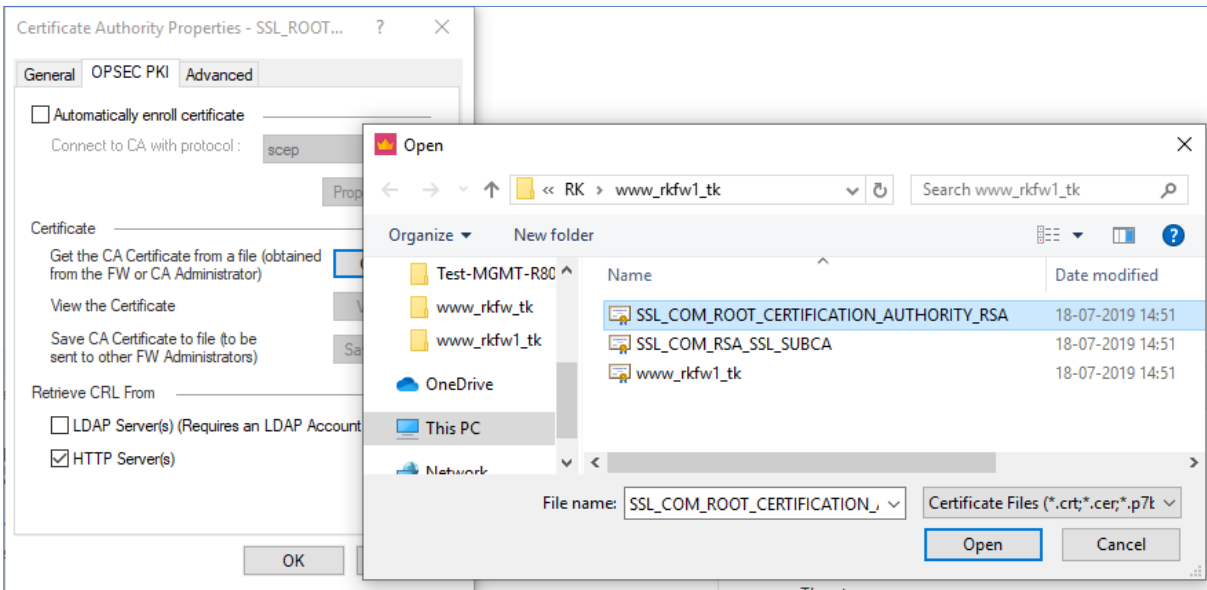 Certificate Authority Properties - SSL_ROOT... ?
General OPSEC PKI Advanced
Automatically enroll certificate
Connect to CA with protocol : scep
Certificate
Get the CA Certificate from a file (obtained
from the FW or CA Administrator)
View the Certificate
Save CA Certificate to file (to be
sent to other FW Administrators)
Retrieve CRL From
LDAP Server(s) (Requires an LDAP Account
HTTP Server(s)
OK
Open
« RK > www_rkfw1_tk
Search www_rkfw1_tk
Organize New folder
?
Test-MGMT-R80
www_rkfw_tk
www_rkfw1_tk
OneDrive
This PC
Network
Name Date modified
SSL_COM_ROOT_CERTIFICATION_AUTHORITY_RSA 18-07-2019 14:51
SSL_COM_RSA_SSL_SUBCA 18-07-2019 14:51
www_rkfw1_tk 18-07-2019 14:51
File name: SSL_COM_ROOT_CERTIFICATION_
Certificate Files (*.crt;*.cer;*.p7b
Open Cancel